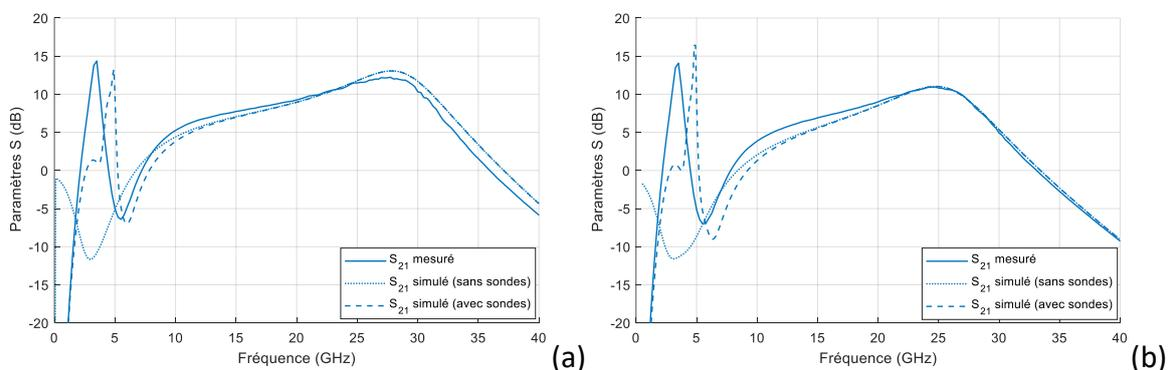 20
15
10
5
0
-5
-10
-15
-20
Paramètres S (dB)
0 5 10 15 20 25 30 35 40
Fréquence (GHz)
S21 mesuré
S21 simulé (sans sondes)
S21 simulé (avec sondes)
(a)
20
15
10
5
0
-5
-10
-15
-20
Paramètres S (dB)
0 5 10 15 20 25 30 35 40
Fréquence (GHz)
S21 mesuré
S21 simulé (sans sondes)
S21 simulé (avec sondes)
(b)